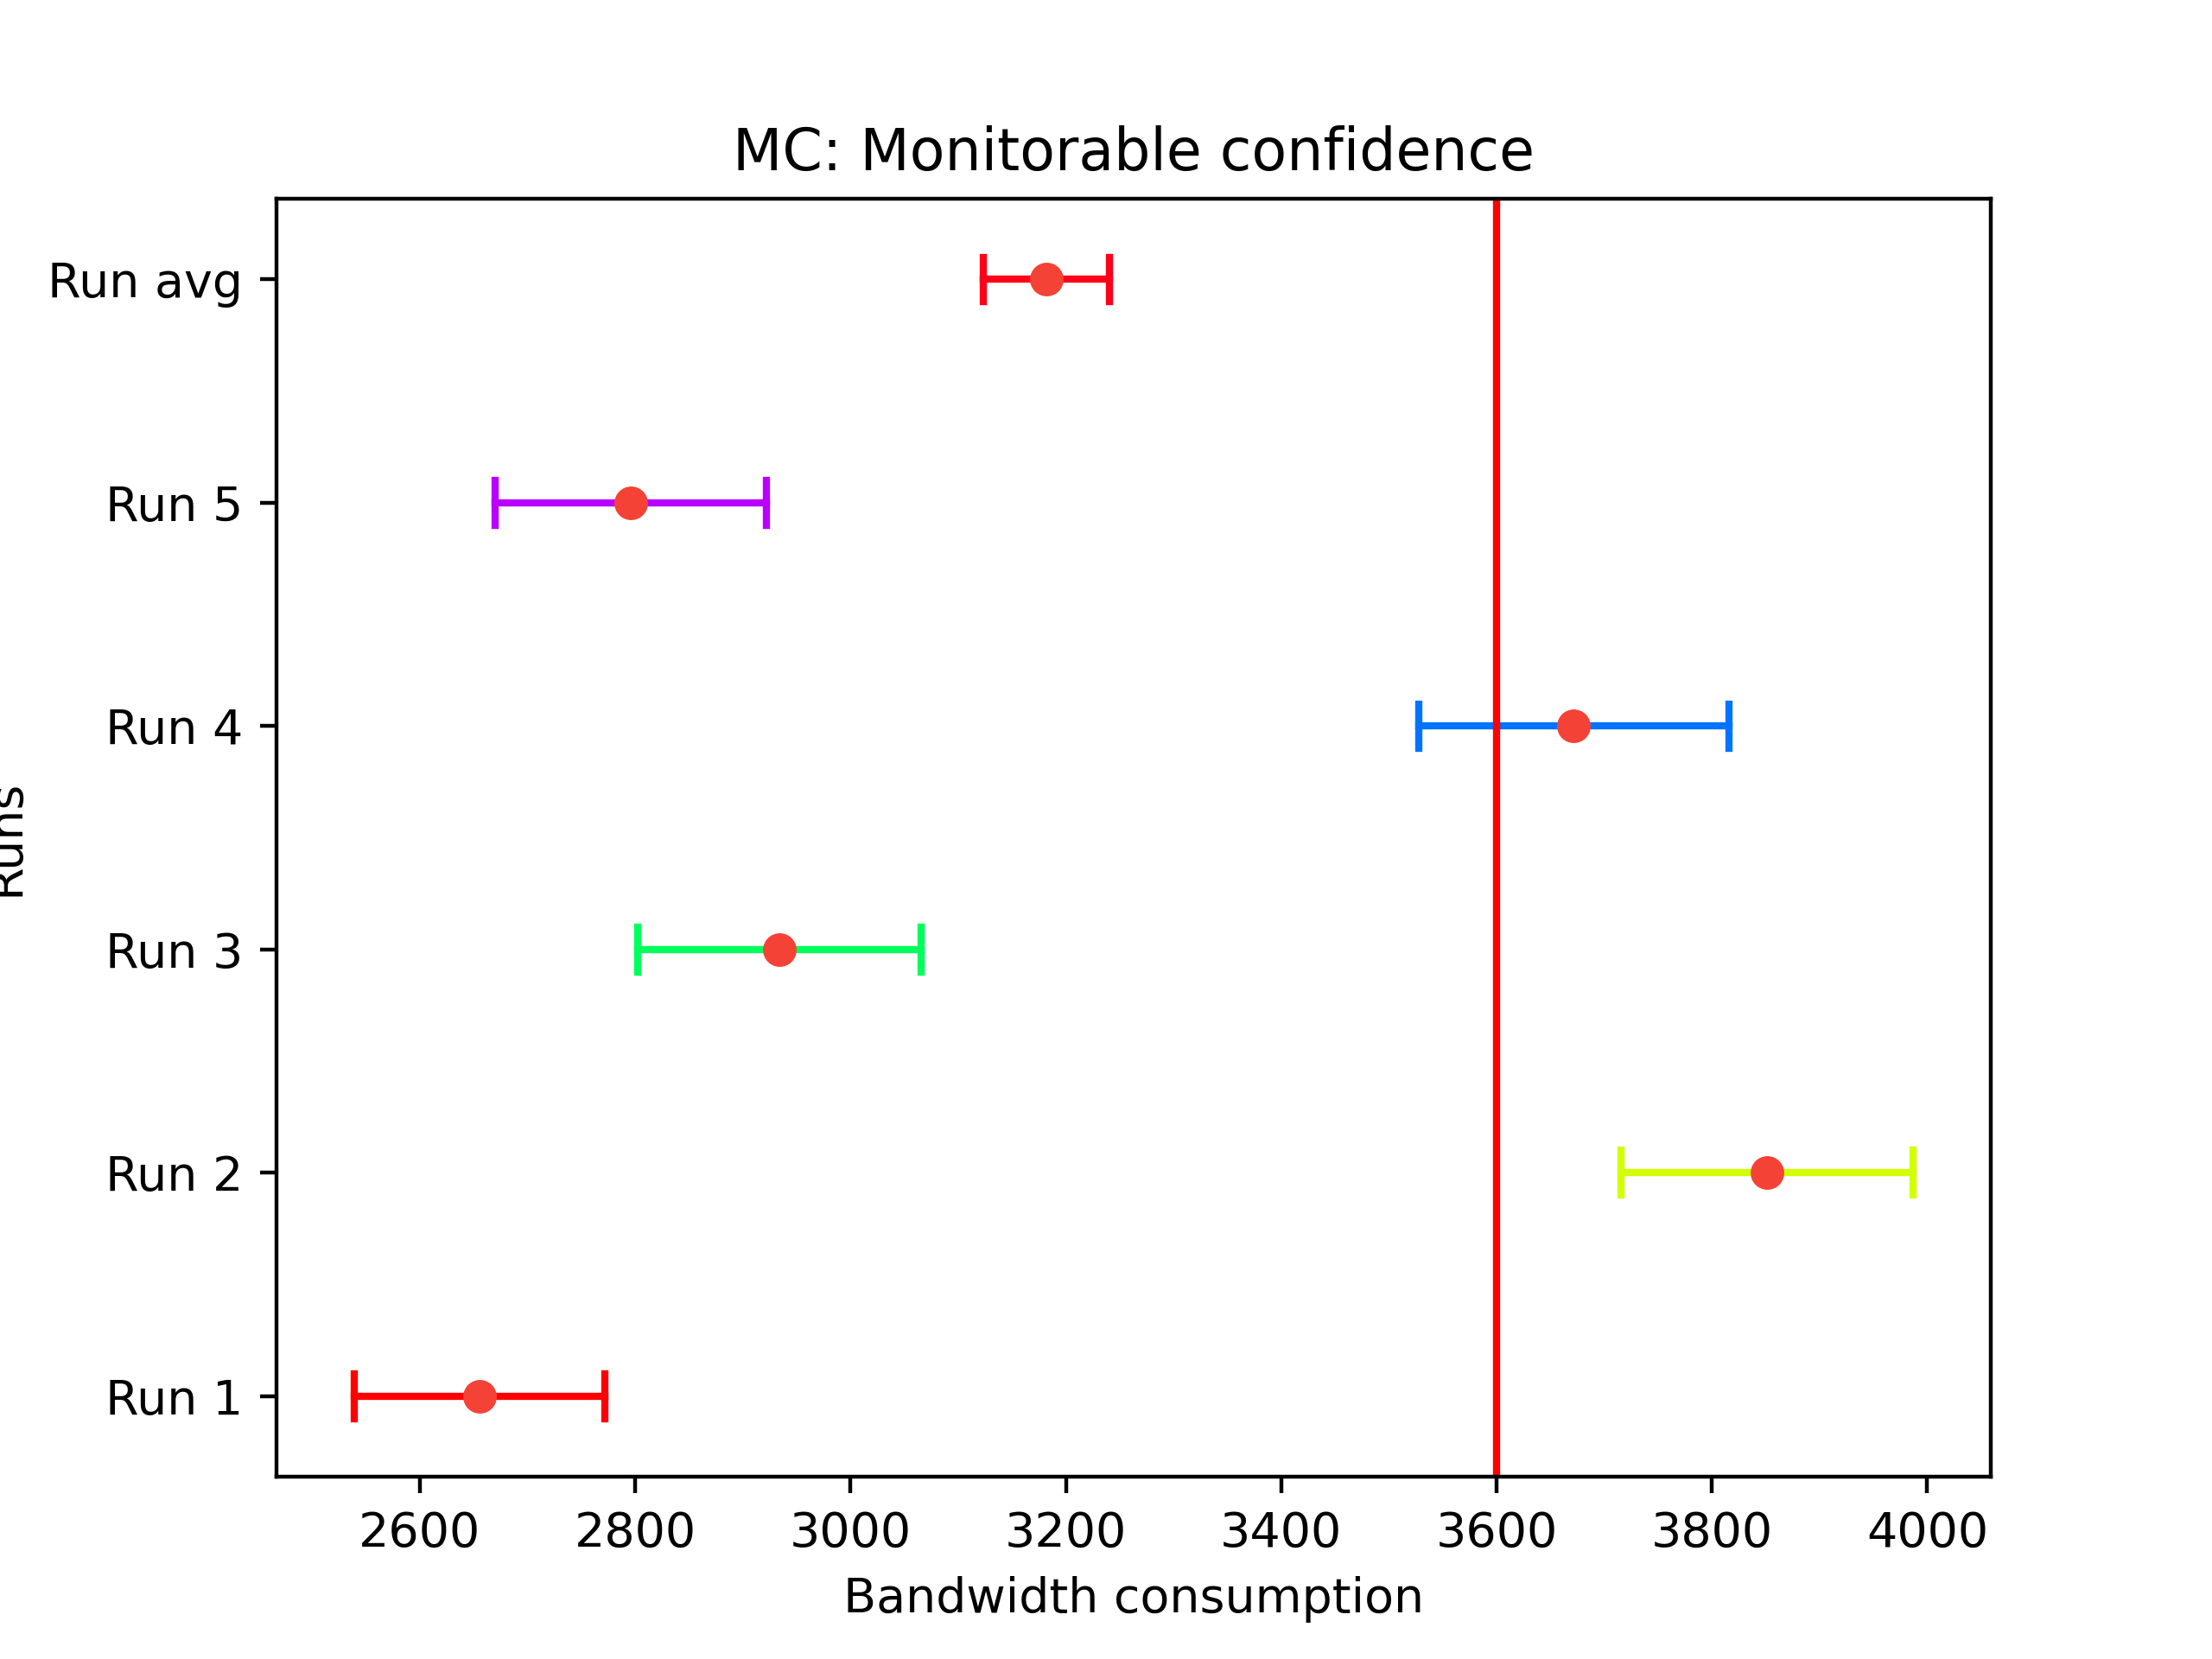 MC: Monitorable confidence
Run avg
Run 5
Run 4
Runs
Run 3
Run 2
Run 1
2600 2800 3000 3200 3400 3600 3800 4000
Bandwidth consumption